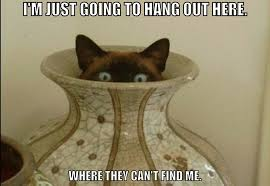 I'M JUST GOING TO HANG OUT HERE.
WHERE THEY CAN'T FIND ME.